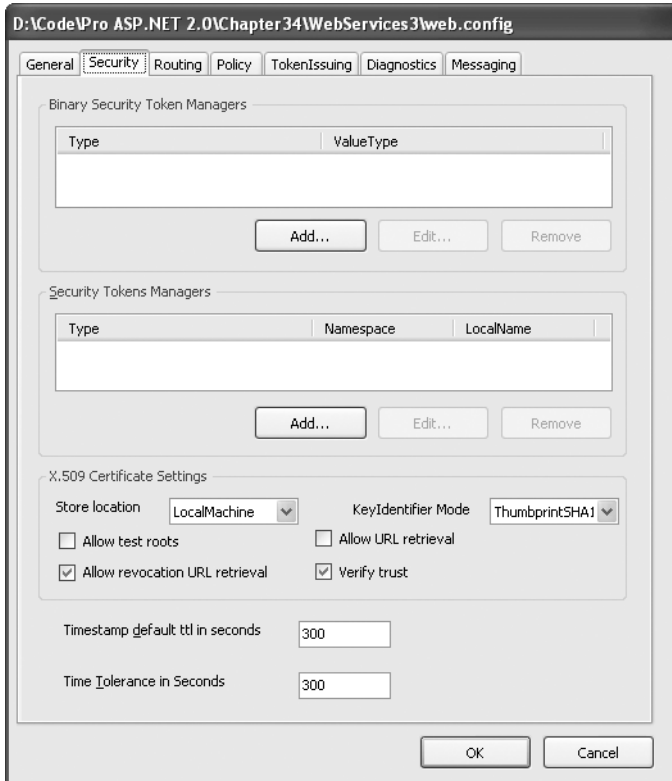 D:\Code\Pro ASP.NET 2.0\Chapter34\WebServices3\web.config
General Security Routing Policy TokenIssuing Diagnostics Messaging
Binary Security Token Managers
Type ValueType
Add... Edit... Remove
Security Tokens Managers
Type Namespace LocalName
Add... Edit... Remove
X.509 Certificate Settings
Store location LocalMachine KeyIdentifier Mode ThumbprintSHA1
Allow test roots Allow URL retrieval
Allow revocation URL retrieval Verify trust
Timestamp default ttl in seconds 300
Time Tolerance in Seconds 300
OK Cancel